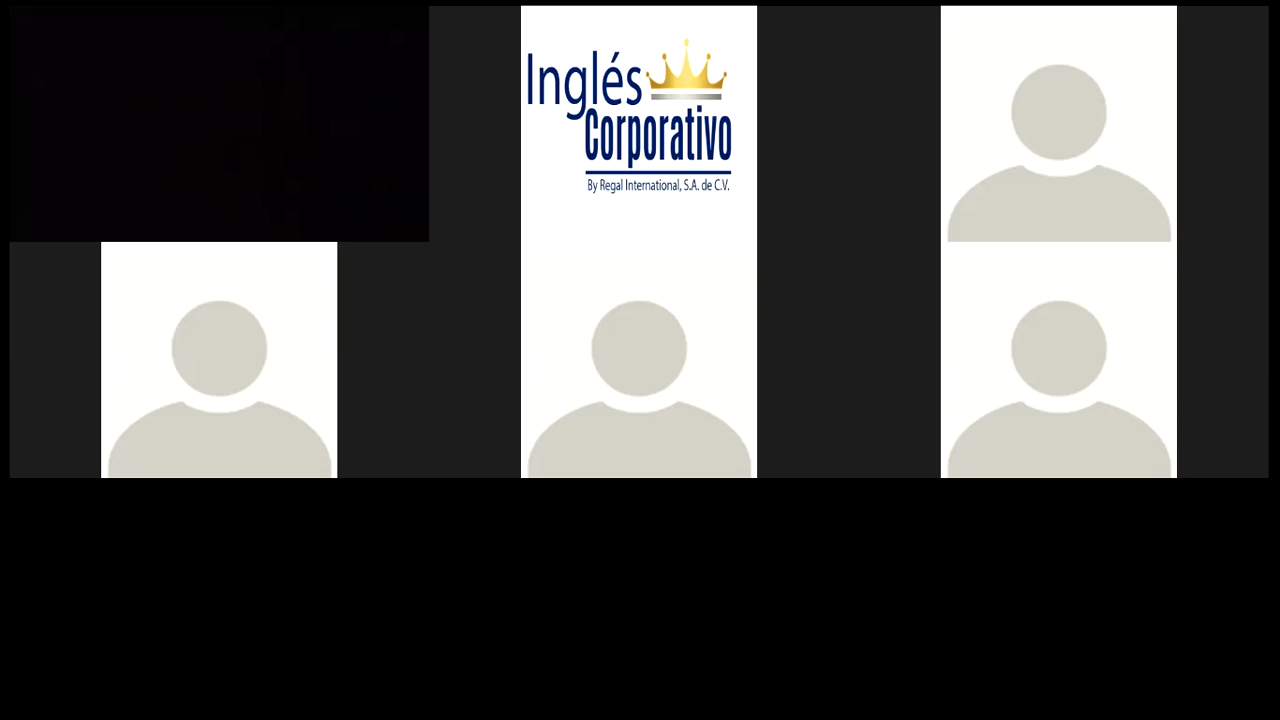 Inglés
Corporativo
By Regal International, S.A. de C.V.